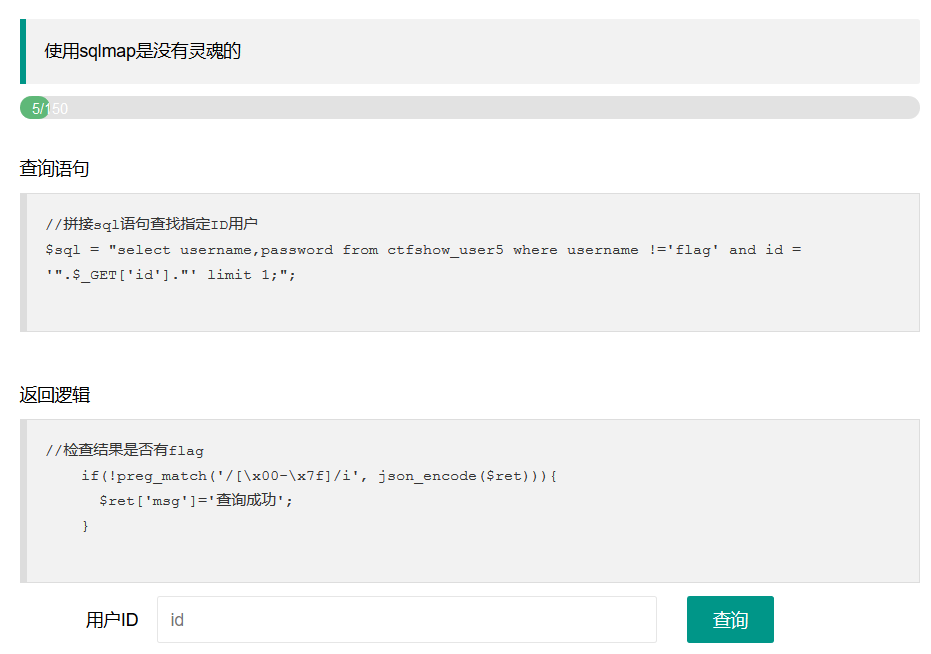 使用sqlmap是没有灵魂的
5/150
查询语句
//拼接sql语句查找指定ID用户
$sql = "select username,password from ctfshow_user5 where username !='flag' and id =
'".$_GET['id']."' limit 1;";
返回逻辑
//检查结果是否有flag
    if(!preg_match('/[\x00-\x7f]/i', json_encode($ret))){
      $ret['msg']='查询成功';
    }
用户ID id 查询